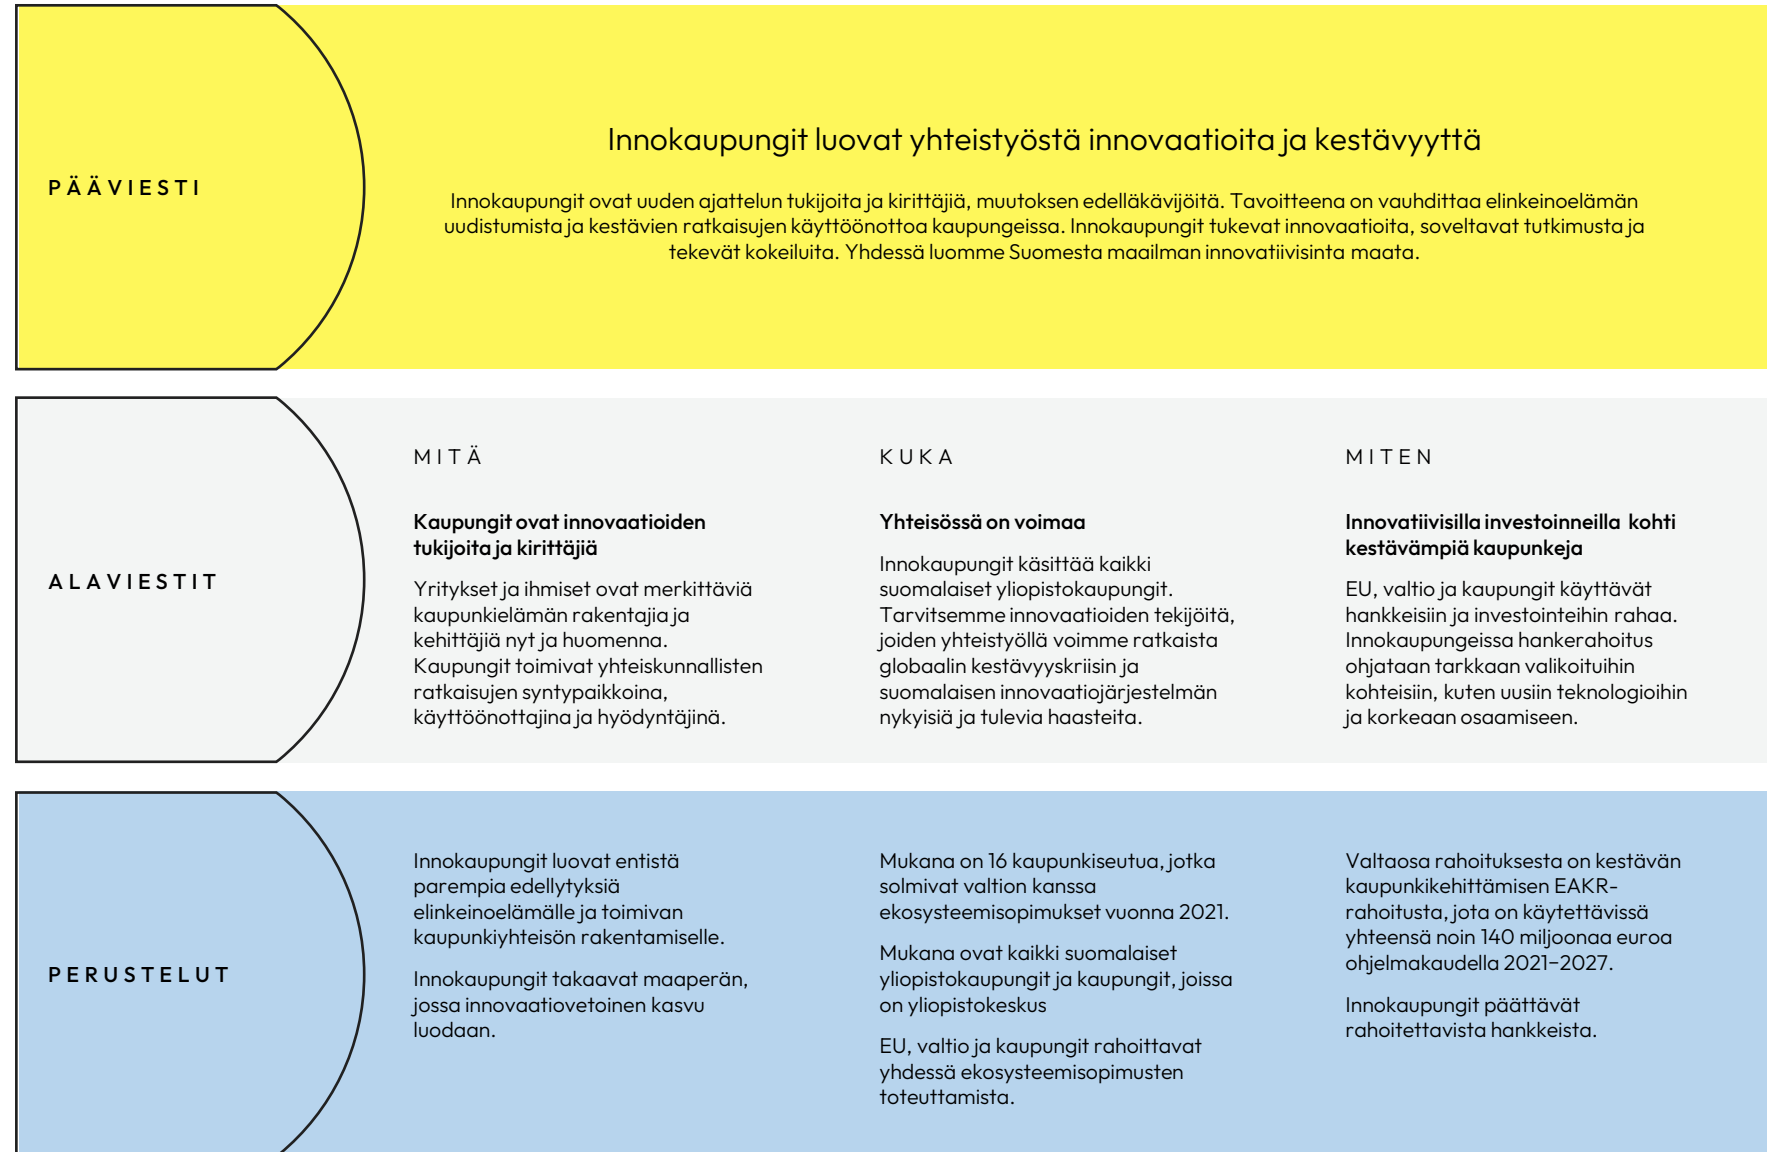 PÄÄVIESTI
Innokaupungit luovat yhteistyöstä innovaatioita ja kestävyyttä
Innokaupungit ovat uuden ajattelun tukijoita ja kirittäjiä, muutoksen edelläkävijöitä. Tavoitteena on vauhdittaa elinkeinoelämän
uudistumista ja kestävien ratkaisujen käyttöönottoa kaupungeissa. Innokaupungit tukevat innovaatioita, soveltavat tutkimusta ja
tekevät kokeiluita. Yhdessä luomme Suomesta maailman innovatiivisinta maata.
ALAVIESTIT
MITÄ
Kaupungit ovat innovaatioiden
tukijoita ja kirittäjiä
Yritykset ja ihmiset ovat merkittäviä
kaupunkielämän rakentajia ja
kehittäjiä nyt ja huomenna.
Kaupungit toimivat yhteiskunnallisten
ratkaisujen syntypaikkoina,
käyttöönottajina ja hyödyntäjinä.
KUKA
Yhteisössä on voimaa
Innokaupungit käsittää kaikki
suomalaiset yliopistokaupungit.
Tarvitsemme innovaatioiden tekijöitä,
joiden yhteistyöllä voimme ratkaista
globaalin kestävyyskriisin ja
suomalaisen innovaatiojärjestelmän
nykyisiä ja tulevia haasteita.
MITEN
Innovatiivisilla investoinneilla kohti
kestävämpiä kaupunkeja
EU, valtio ja kaupungit käyttävät
hankkeisiin ja investointeihin rahaa.
Innokaupungeissa hankerahoitus
ohjataan tarkkaan valikoituihin
kohteisiin, kuten uusiin teknologioihin
ja korkeaan osaamiseen.
PERUSTELUT
Innokaupungit luovat entistä
parempia edellytyksiä
elinkeinoelämälle ja toimivan
kaupunkiyhteisön rakentamiselle.
Innokaupungit takaavat maaperän,
jossa innovaatiovetoinen kasvu
luodaan.
Mukana on 16 kaupunkiseutua, jotka
solmivat valtion kanssa
ekosysteemisopimukset vuonna 2021.
Mukana ovat kaikki suomalaiset
yliopistokaupungit ja kaupungit, joissa
on yliopistokeskus
EU, valtio ja kaupungit rahoittavat
yhdessä ekosysteemisopimusten
toteuttamista.
Valtaosa rahoituksesta on kestävän
kaupunkikehittämisen EAKR-
rahoitusta, jota on käytettävissä
yhteensä noin 140 miljoonaa euroa
ohjelmakaudella 2021–2027.
Innokaupungit päättävät
rahoitettavista hankkeista.